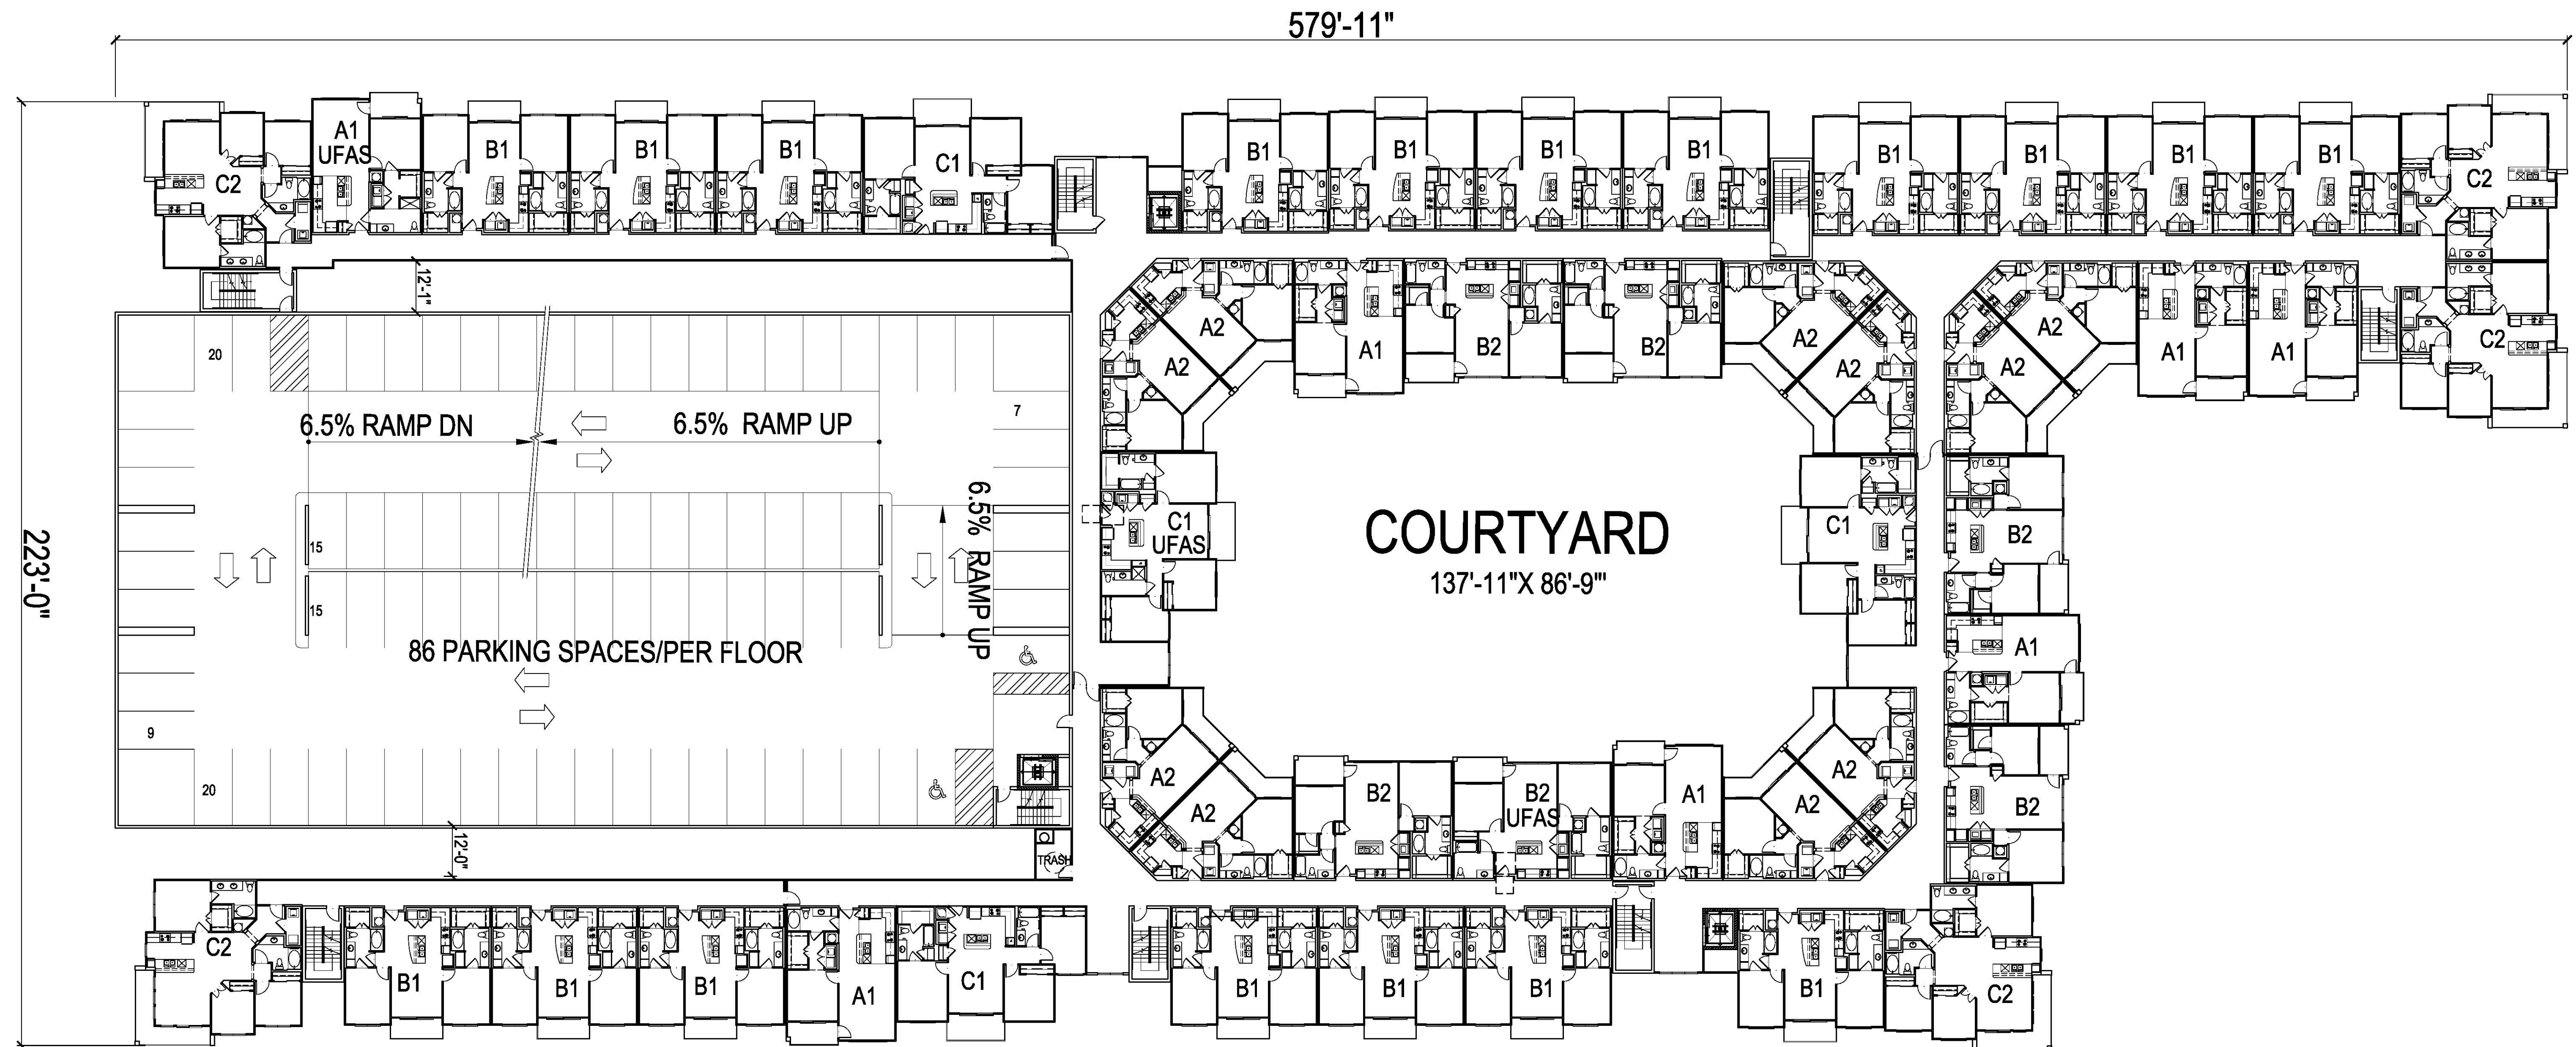 579'-11"
A1
UFAS
B1
B1
B1
C1
C2
B1
B1
B1
B1
B1
B1
B1
B1
C2
12'-1"
A2
A2
A1
B2
B2
A2
A2
A2
A2
A1
A1
C2
20
7
6.5% RAMP DN
6.5% RAMP UP
6.5% RAMP UP
15
15
C1
UFAS
COURTYARD
137'-11"X 86'-9'"
C1
B2
A1
B2
223'-0"
86 PARKING SPACES/PER FLOOR
9
20
A2
A2
B2
B2
UFAS
A1
A2
A2
12'-0"
TRASH
C2
B1
B1
B1
A1
C1
B1
B1
B1
B1
C2